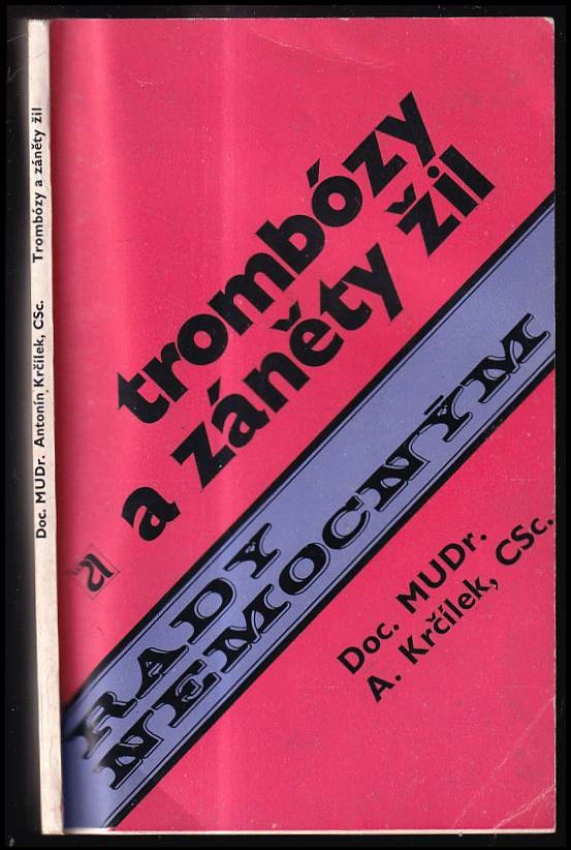 Doc. MUDr. Antonín Krčílek, CSc. Trombózy a záněty žil
trombózy
a záněty žil
RADY
NEMOCNÝM
Doc. MUDr.
A. Krčílek, CSc.